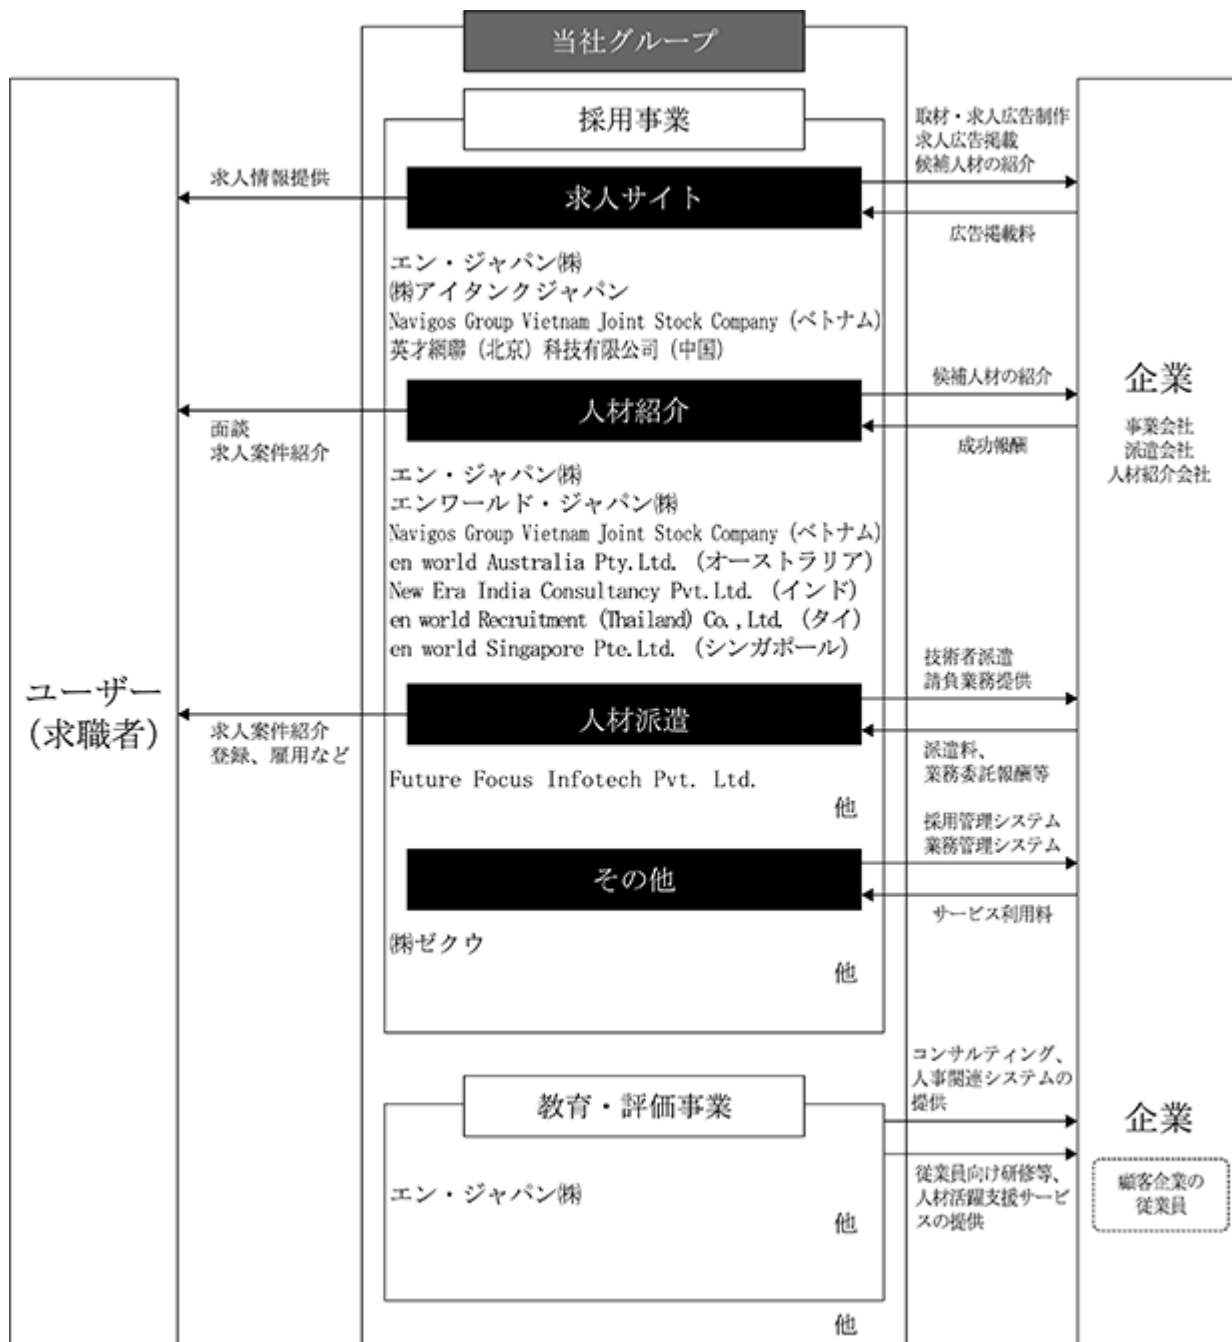 当社グループ
採用事業
取材・求人広告制作
求人広告掲載
候補人材の紹介
求人情報提供
求人サイト
広告掲載料
エン・ジャパン㈱
㈱アイタンクジャパン
Navigos Group Vietnam Joint Stock Company (ベトナム)
英才網聯（北京）科技有限公司（中国）
候補人材の紹介
人材紹介
成功報酬
面談
求人案件紹介
企業
事業会社
派遣会社
人材紹介会社
エン・ジャパン㈱
エンワールド・ジャパン㈱
Navigos Group Vietnam Joint Stock Company (ベトナム)
en world Australia Pty.Ltd. (オーストラリア)
New Era India Consultancy Pvt.Ltd. (インド)
en world Recruitment (Thailand) Co.,Ltd. (タイ)
en world Singapore Pte.Ltd. (シンガポール)
ユーザー
(求職者)
技術者派遣
請負業務提供
人材派遣
求人案件紹介
登録、雇用など
派遣料、
業務委託報酬等
Future Focus Infotech Pvt. Ltd.
他
採用管理システム
業務管理システム
その他
サービス利用料
㈱ゼクウ
他
コンサルティング、
人事関連システムの
提供
教育・評価事業
企業
従業員向け研修等、
人材活躍支援サービ
スの提供
顧客企業の
従業員
エン・ジャパン㈱
他
他